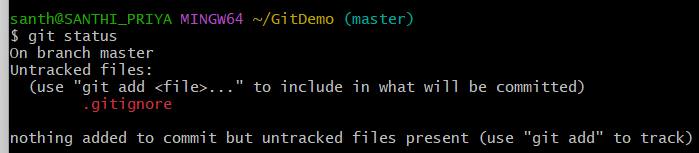 santh@SANTHI_PRIYA MINGW64 ~/GitDemo (master)
$ git status
On branch master
Untracked files:
  (use "git add <file>..." to include in what will be committed)
        .gitignore

nothing added to commit but untracked files present (use "git add" to track)